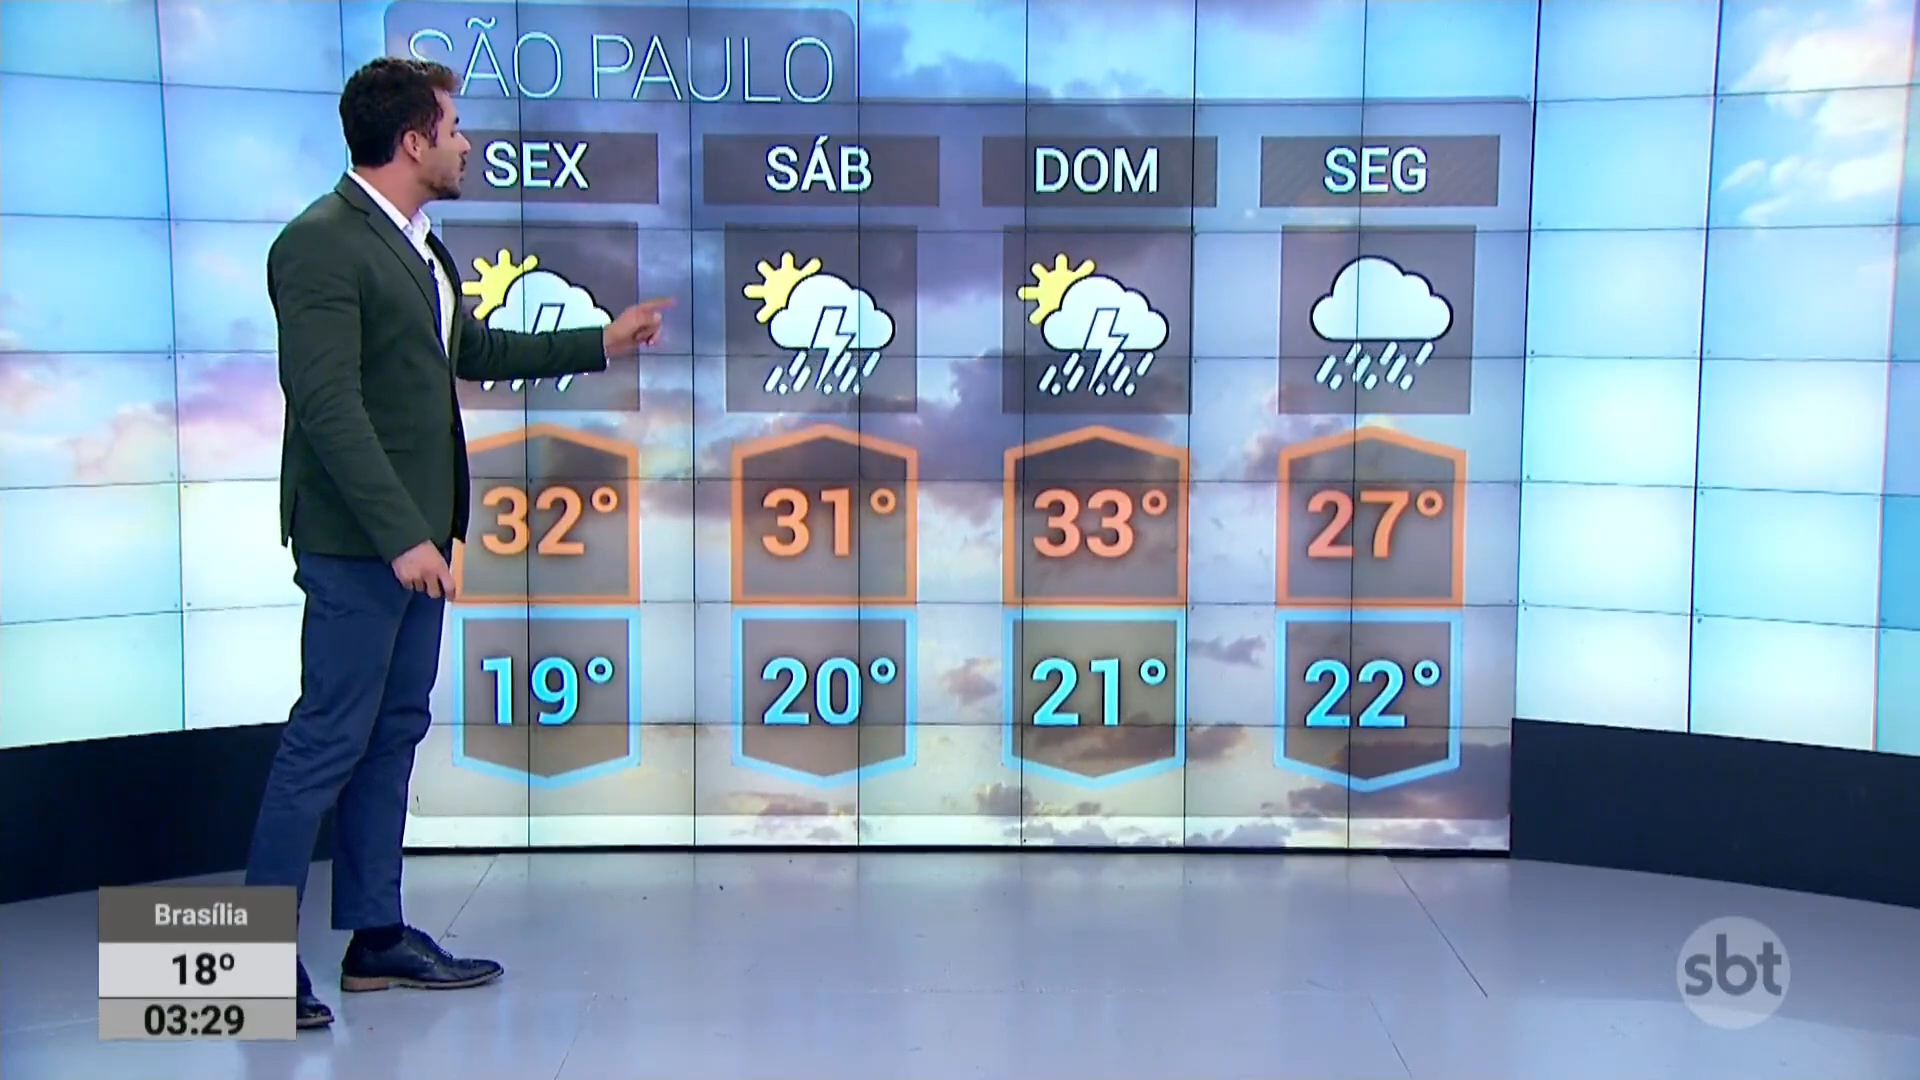 SÃO PAULO
SEX
SÁB
DOM
SEG
32°
31°
33°
27°
19°
20°
21°
22°
Brasília
18º
03:29
sbt